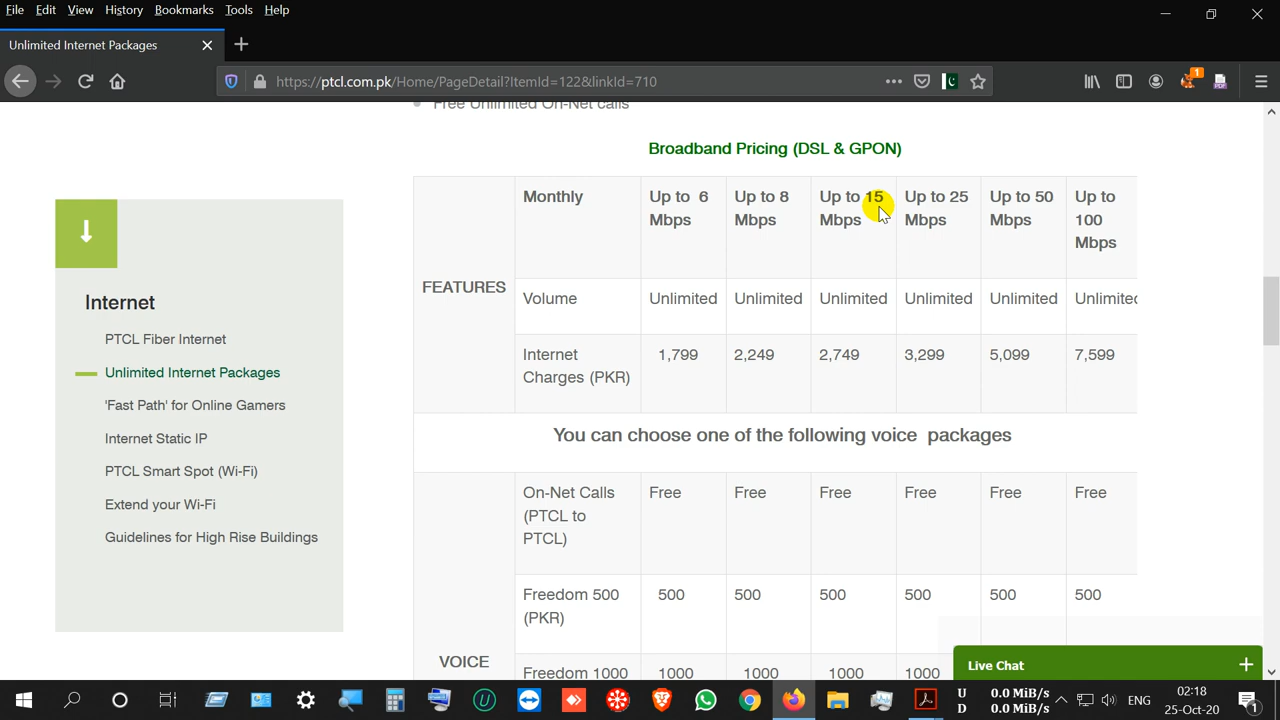 File Edit View History Bookmarks Tools Help
Unlimited Internet Packages
https://ptcl.com.pk/Home/PageDetail?ItemId=122&linkId=710
1
PDF
Free Unlimited On-Net calls
Broadband Pricing (DSL & GPON)
Internet
PTCL Fiber Internet
Unlimited Internet Packages
'Fast Path' for Online Gamers
Internet Static IP
PTCL Smart Spot (Wi-Fi)
Extend your Wi-Fi
Guidelines for High Rise Buildings
FEATURES
Monthly
Up to 6
Mbps
Up to 8
Mbps
Up to 15
Mbps
Up to 25
Mbps
Up to 50
Mbps
Up to
100
Mbps
Volume Unlimited Unlimited Unlimited Unlimited Unlimited Unlimited
Internet
Charges (PKR)
1,799 2,249 2,749 3,299 5,099 7,599
You can choose one of the following voice packages
VOICE
On-Net Calls
(PTCL to
PTCL)
Free Free Free Free Free Free
Freedom 500
(PKR)
500 500 500 500 500 500
Freedom 1000 1000 1000 1000 1000
Live Chat
U 0.0 MiB/s
D 0.0 MiB/s
ENG
02:18
25-Oct-20
1